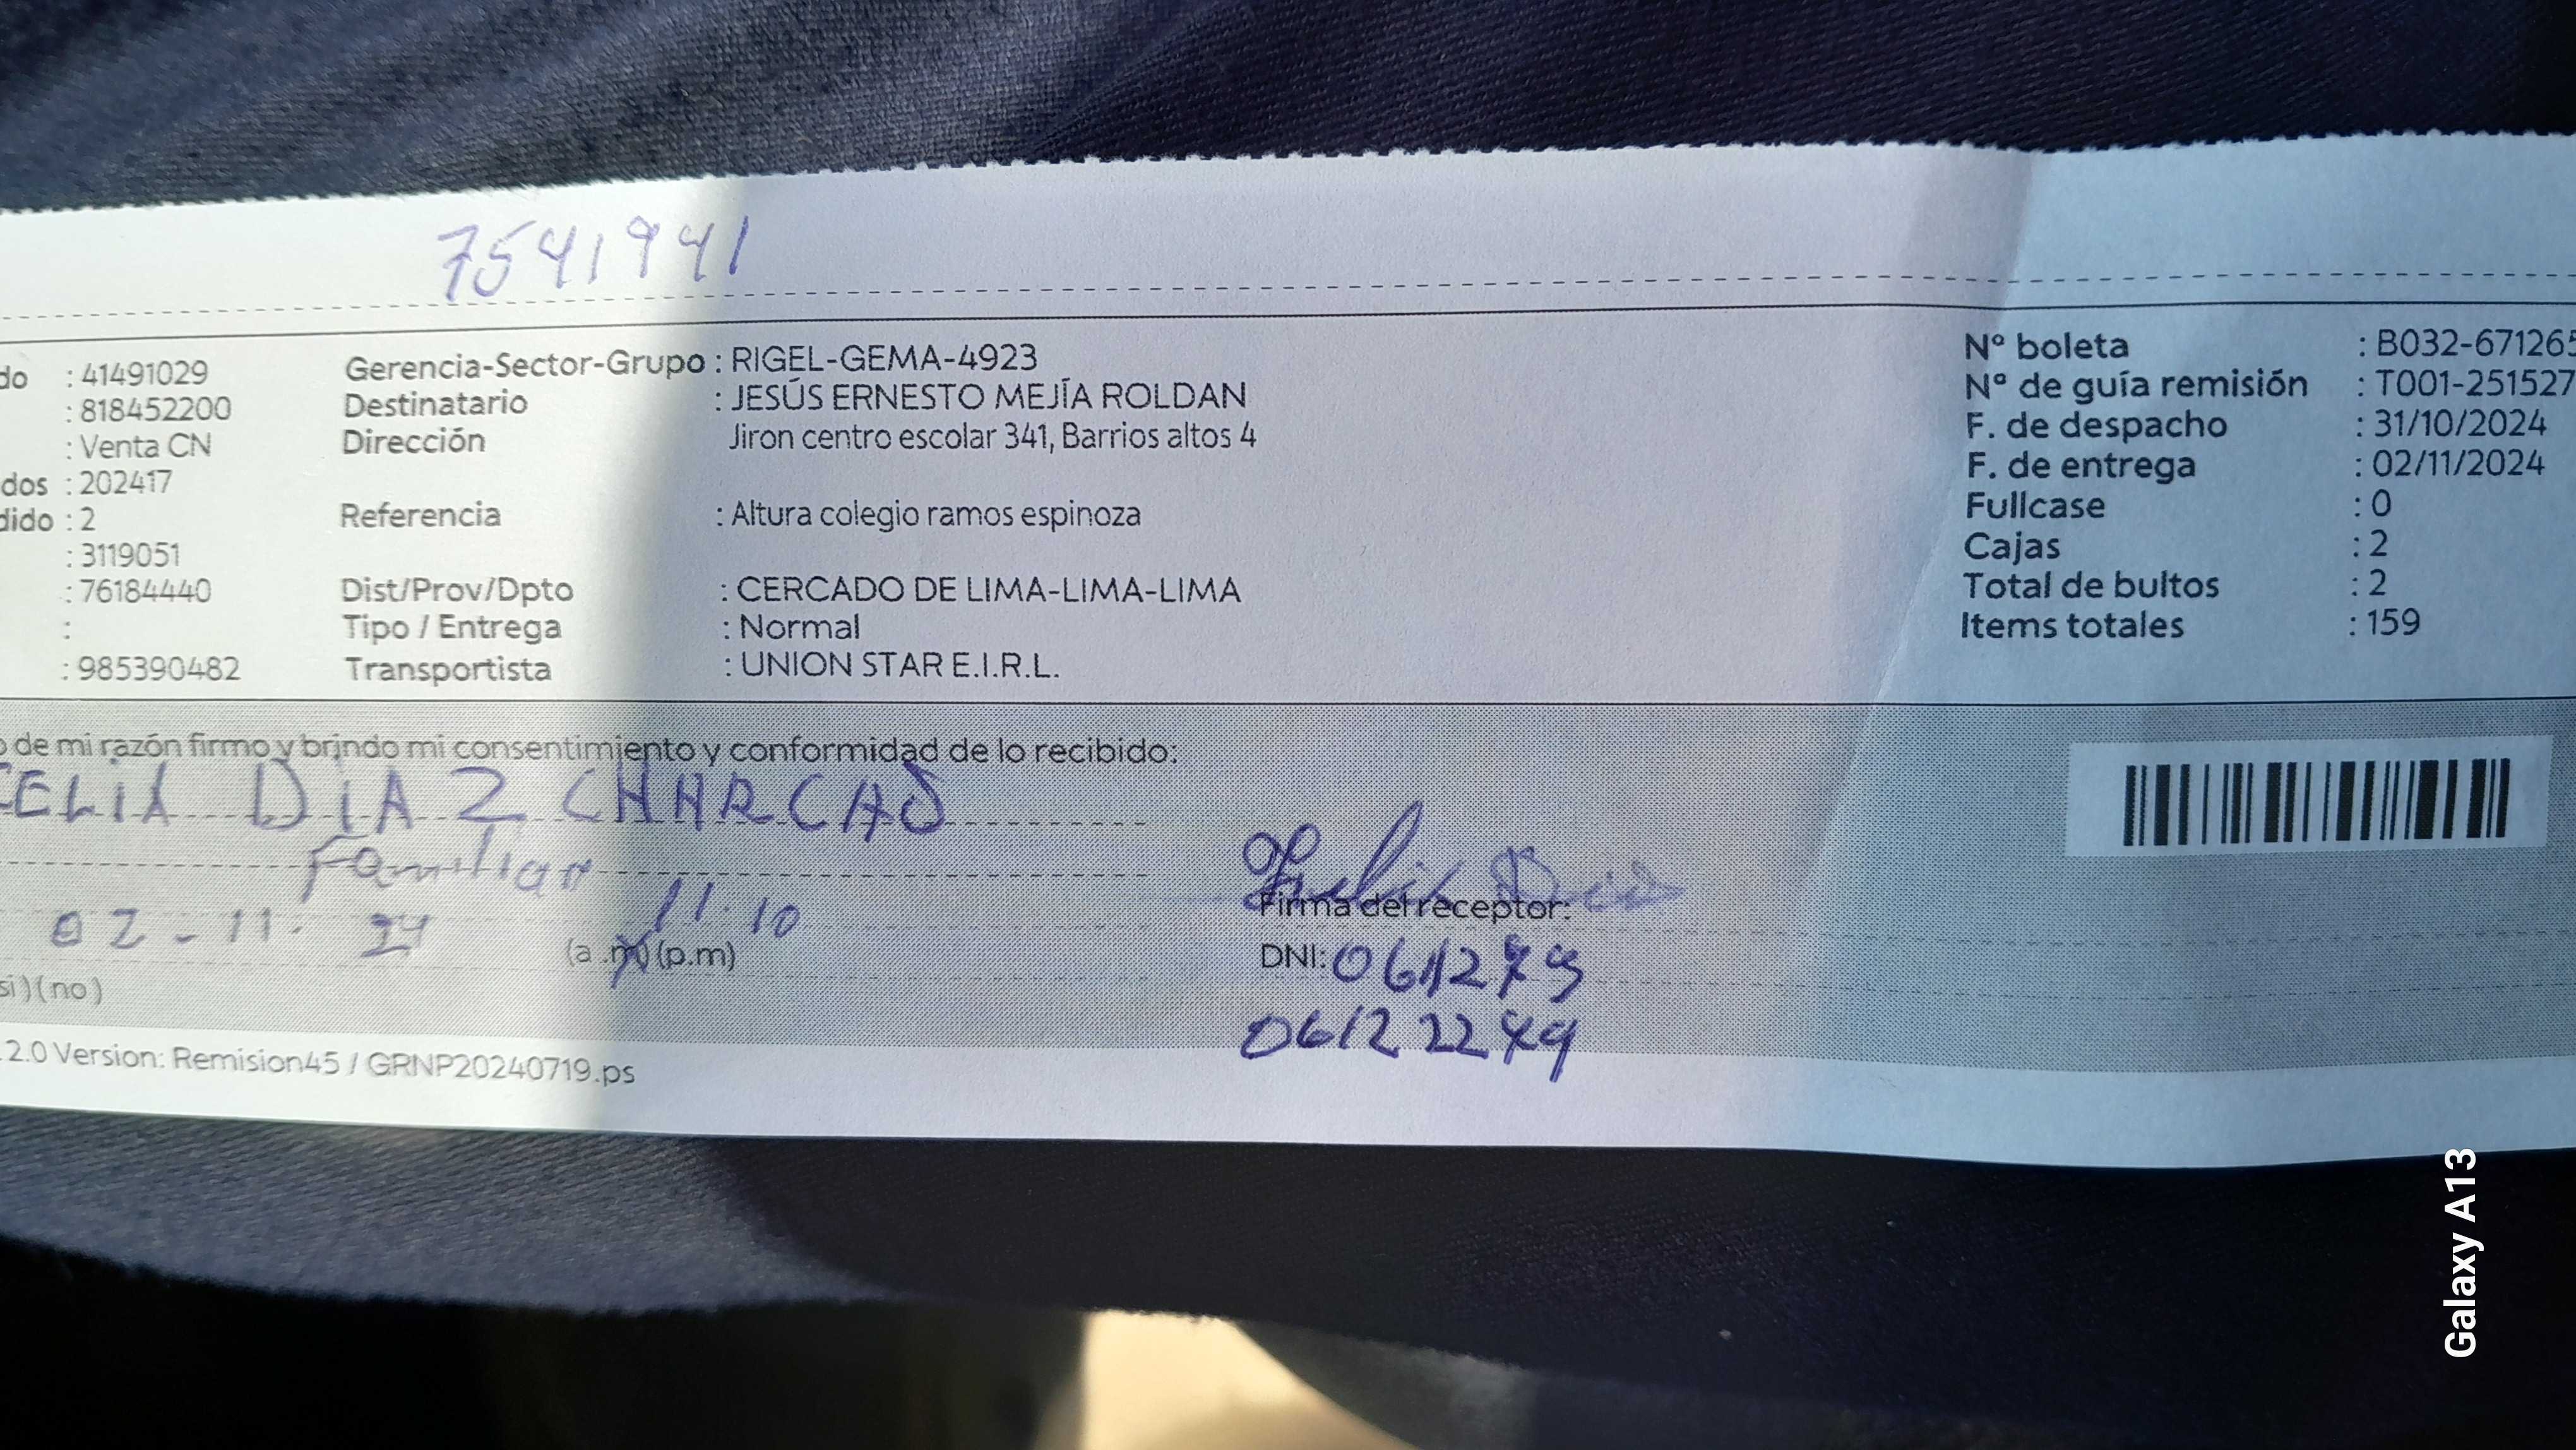 7541941
do : 41491029 Gerencia-Sector-Grupo : RIGEL-GEMA-4923 Nº boleta : B032-671265
: 818452200 Destinatario : JESÚS ERNESTO MEJÍA ROLDAN Nº de guía remisión : T001-251527
: Venta CN Dirección Jiron centro escolar 341, Barrios altos 4 F. de despacho : 31/10/2024
dos : 202417 F. de entrega : 02/11/2024
dido : 2 Referencia : Altura colegio ramos espinoza Fullcase : 0
: 3119051 Cajas : 2
: 76184440 Dist/Prov/Dpto : CERCADO DE LIMA-LIMA-LIMA Total de bultos : 2
: Tipo / Entrega : Normal Items totales : 159
: 985390482 Transportista : UNION STAR E.I.R.L.
o de mi razón firmo y brindo mi consentimiento y conformidad de lo recibido:
CELIA DIAZ CHARCAS
Familiar
02-11-24 11:10
Firma del receptor:
(a .m) (p.m) DNI:
si ) ( no )
2.0 Version: Remision45 / GRNP20240719.ps
Galaxy A13